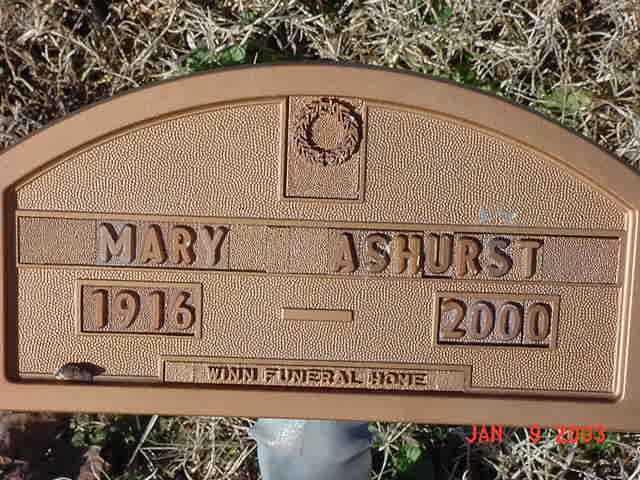 MARY ASHURST
1916 — 2000
WINN FUNERAL HOME
JAN 9 2003